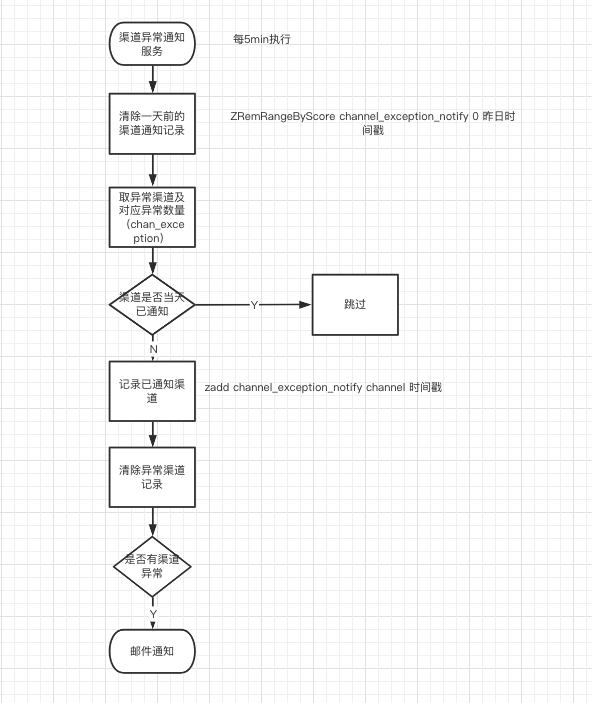 渠道异常通知
服务
每5min执行
清除一天前的
渠道通知记录
ZRemRangeByScore channel_exception_notify 0 昨日时
间戳
取异常渠道及
对应异常数量
（chan_exce
ption）
渠道是否当天
已通知
Y
跳过
N
记录已通知渠
道
zadd channel_exception_notify channel 时间戳
清除异常渠道
记录
是否有渠道
异常
Y
邮件通知